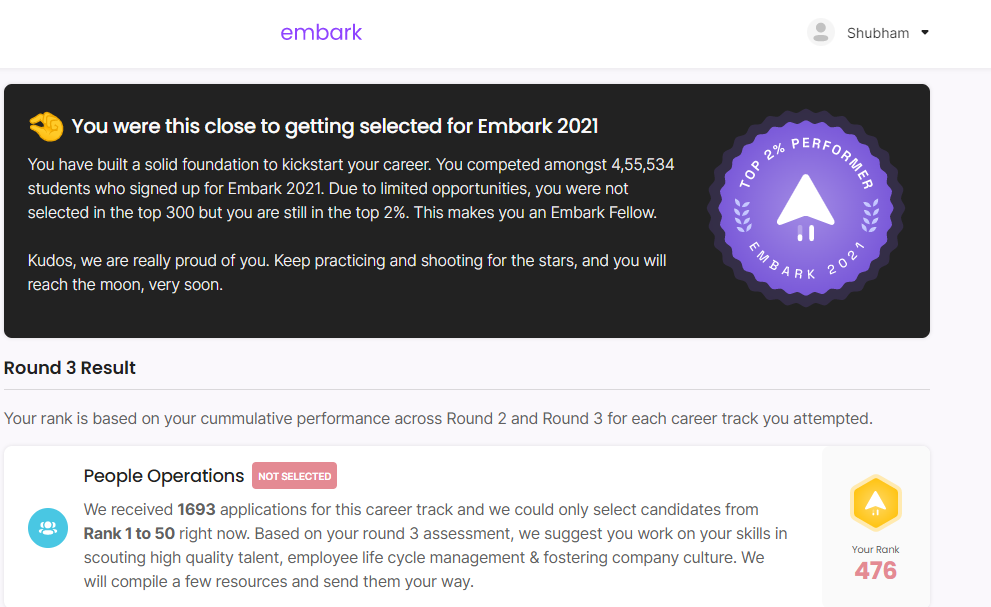 embark
Shubham
You were this close to getting selected for Embark 2021
You have built a solid foundation to kickstart your career. You competed amongst 4,55,534
students who signed up for Embark 2021. Due to limited opportunities, you were not
selected in the top 300 but you are still in the top 2%. This makes you an Embark Fellow.
Kudos, we are really proud of you. Keep practicing and shooting for the stars, and you will
reach the moon, very soon.
TOP 2% PERFORMER
EMBARK 2021
Round 3 Result
Your rank is based on your cummulative performance across Round 2 and Round 3 for each career track you attempted.
People Operations NOT SELECTED
We received 1693 applications for this career track and we could only select candidates from
Rank 1 to 50 right now. Based on your round 3 assessment, we suggest you work on your skills in
scouting high quality talent, employee life cycle management & fostering company culture. We
will compile a few resources and send them your way.
Your Rank
476